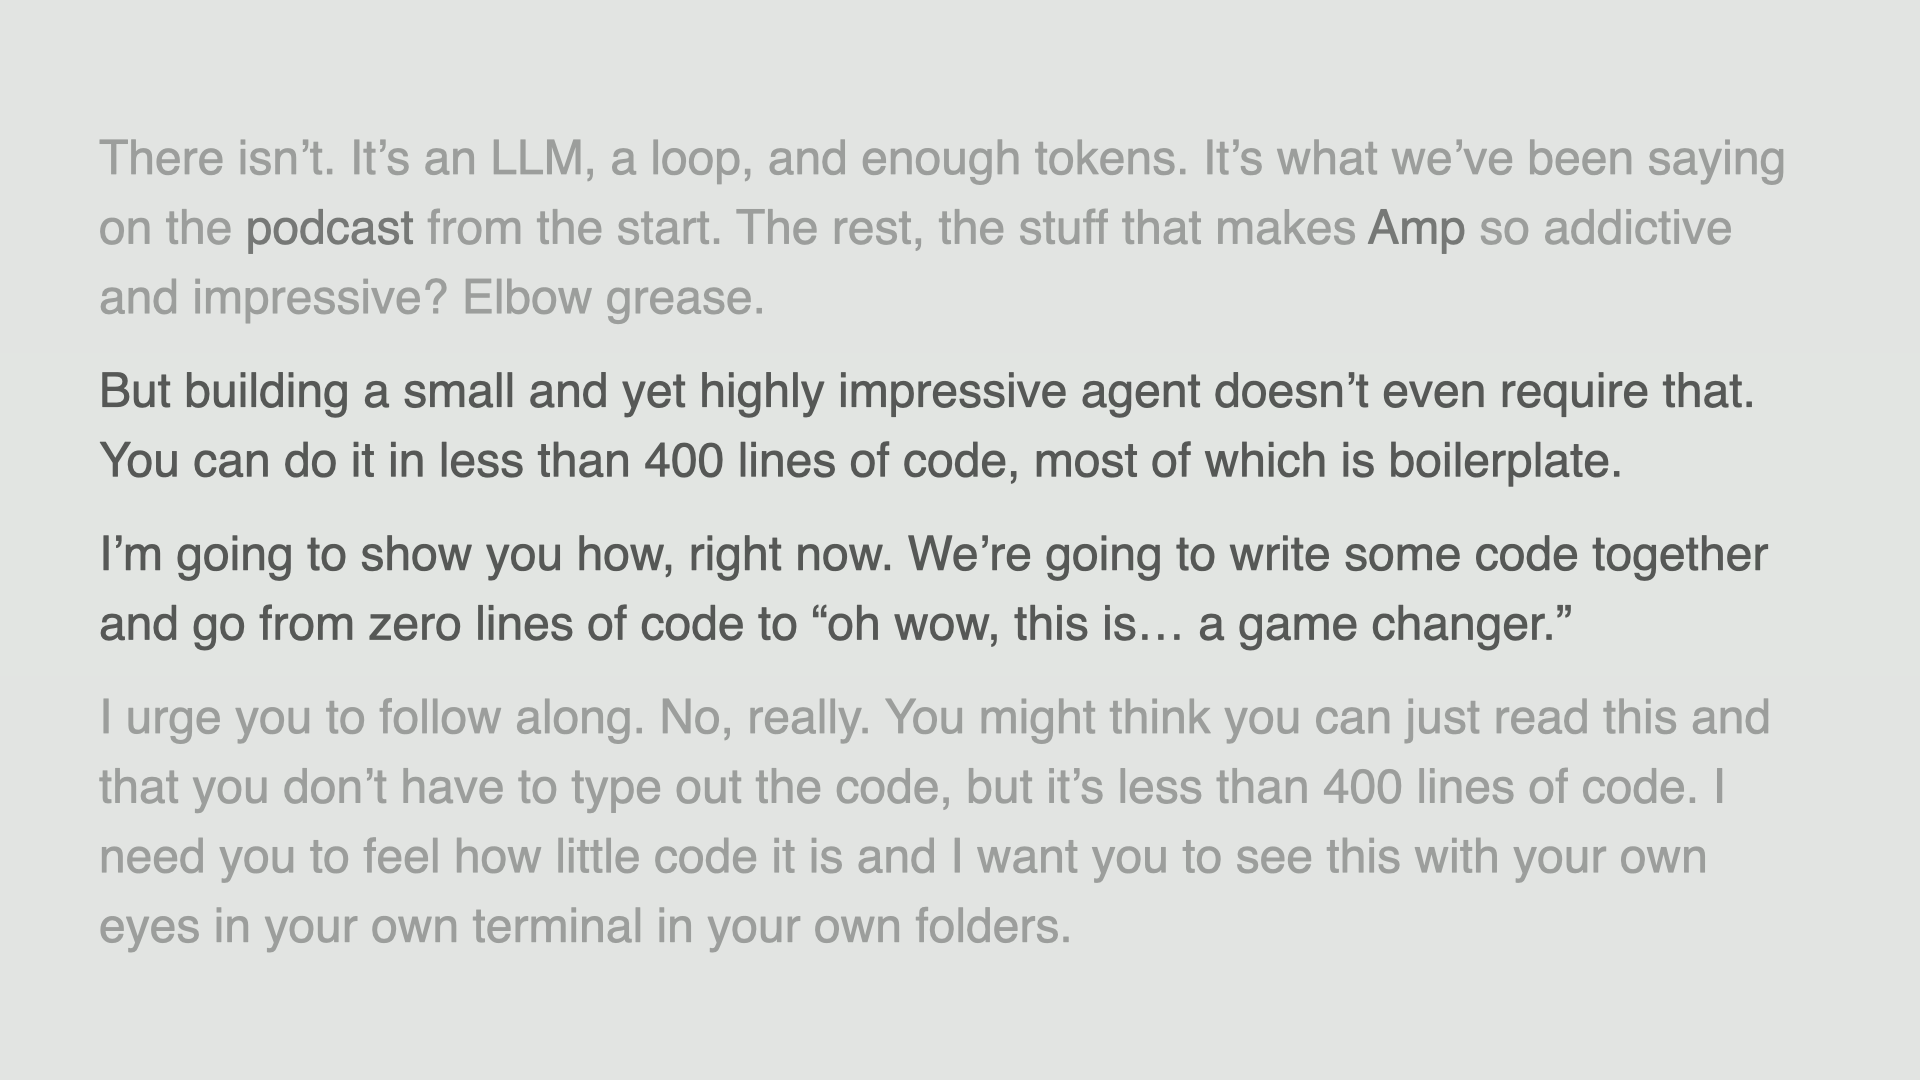 There isn’t. It’s an LLM, a loop, and enough tokens. It’s what we’ve been saying
on the podcast from the start. The rest, the stuff that makes Amp so addictive
and impressive? Elbow grease.
But building a small and yet highly impressive agent doesn’t even require that.
You can do it in less than 400 lines of code, most of which is boilerplate.
I’m going to show you how, right now. We’re going to write some code together
and go from zero lines of code to “oh wow, this is… a game changer.”
I urge you to follow along. No, really. You might think you can just read this and
that you don’t have to type out the code, but it’s less than 400 lines of code. I
need you to feel how little code it is and I want you to see this with your own
eyes in your own terminal in your own folders.